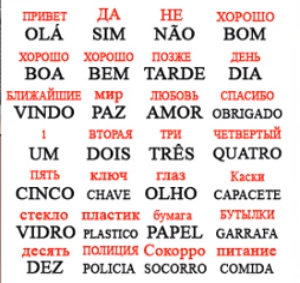 ПРИВЕТ ДА НЕ ХОРОШО
OLÁ SIM NÃO BOM
ХОРОШО ХОРОШО ПОЗЖЕ ДЕНЬ
BOA BEM TARDE DIA
БЛИЖАЙШИЕ мир ЛЮБОВЬ СПАСИБО
VINDO PAZ AMOR OBRIGADO
1 ВТОРАЯ ТРИ ЧЕТВЕРТЫЙ
UM DOIS TRÊS QUATRO
ПЯТЬ ключ глаз Каски
CINCO CHAVE OLHO CAPACETE
стекло пластик бумага БУТЫЛКИ
VIDRO PLASTICO PAPEL GARRAFA
десять ПОЛИЦИЯ Сокорро питание
DEZ POLICIA SOCORRO COMIDA